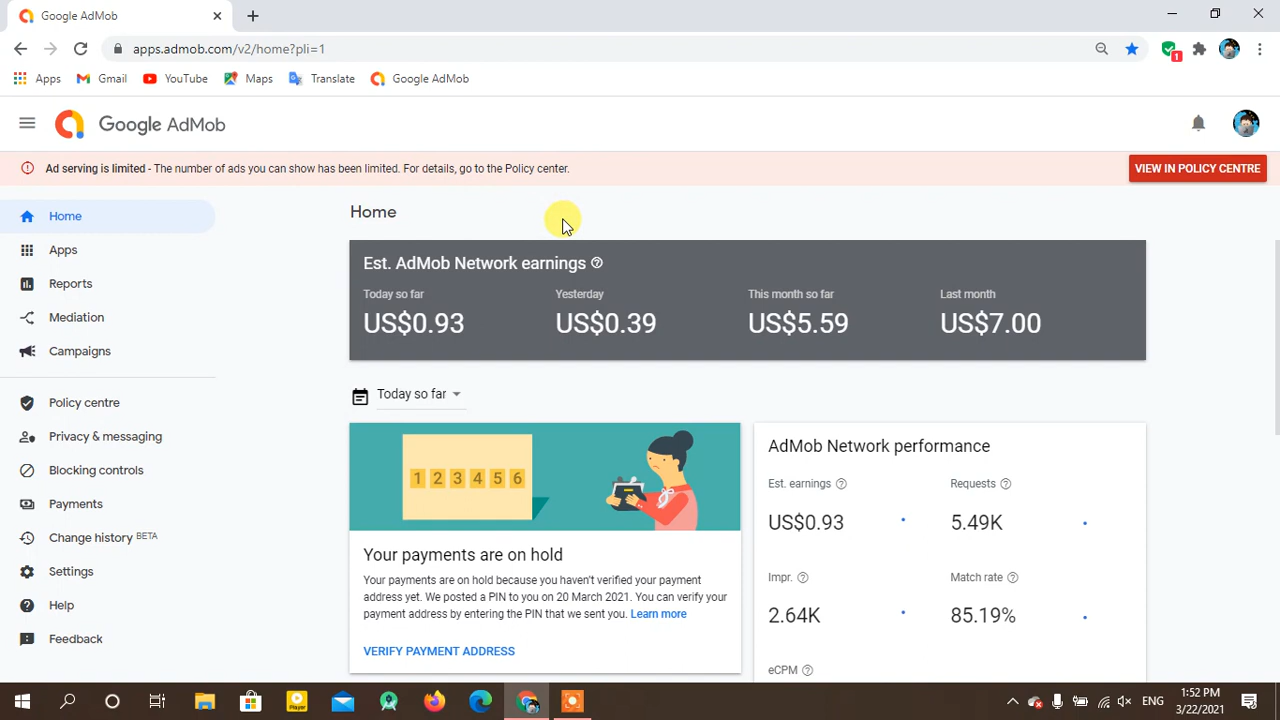 Google AdMob
apps.admob.com/v2/home?pli=1
1
Apps
Gmail
YouTube
Maps
Translate
Google AdMob
Google AdMob
Ad serving is limited - The number of ads you can show has been limited. For details, go to the Policy center.
VIEW IN POLICY CENTRE
Home
Apps
Reports
Mediation
Campaigns
Policy centre
Privacy & messaging
Blocking controls
Payments
Change history BETA
Settings
Help
Feedback
Home
Est. AdMob Network earnings
Today so far
US$0.93
Yesterday
US$0.39
This month so far
US$5.59
Last month
US$7.00
Today so far
1 2 3 4 5 6
Your payments are on hold
Your payments are on hold because you haven't verified your payment
address yet. We posted a PIN to you on 20 March 2021. You can verify your
payment address by entering the PIN that we sent you. Learn more
VERIFY PAYMENT ADDRESS
AdMob Network performance
Est. earnings
US$0.93
Requests
5.49K
Impr.
2.64K
Match rate
85.19%
eCPM
Player
ENG
1:52 PM
3/22/2021